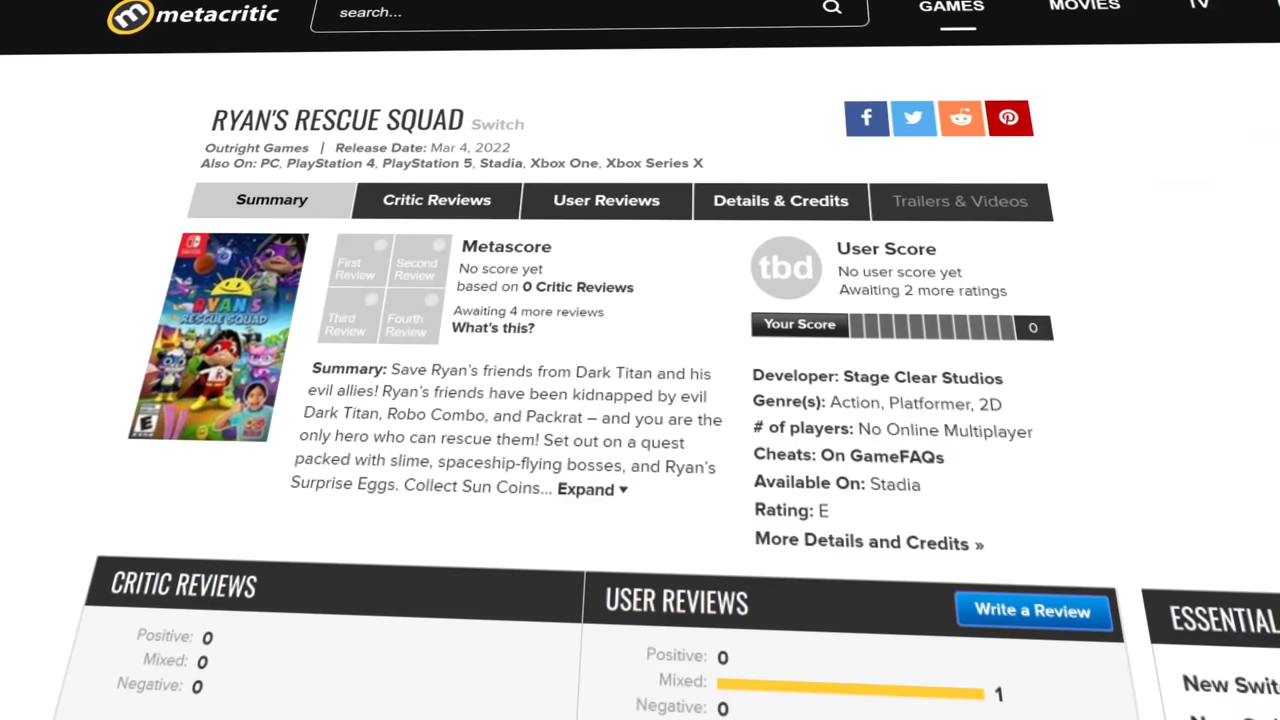 metacritic
search...
GAMES
MOVIES
TV
RYAN'S RESCUE SQUAD Switch
Outright Games | Release Date: Mar 4, 2022
Also On: PC, PlayStation 4, PlayStation 5, Stadia, Xbox One, Xbox Series X
Summary
Critic Reviews
User Reviews
Details & Credits
Trailers & Videos
RYAN'S
RESCUE SQUAD
E
First
Review
Second
Review
Third
Review
Fourth
Review
Metascore
No score yet
based on 0 Critic Reviews
Awaiting 4 more reviews
What's this?
Summary: Save Ryan's friends from Dark Titan and his
evil allies! Ryan's friends have been kidnapped by evil
Dark Titan, Robo Combo, and Packrat – and you are the
only hero who can rescue them! Set out on a quest
packed with slime, spaceship-flying bosses, and Ryan's
Surprise Eggs. Collect Sun Coins... Expand
tbd
User Score
No user score yet
Awaiting 2 more ratings
Your Score
0
Developer: Stage Clear Studios
Genre(s): Action, Platformer, 2D
# of players: No Online Multiplayer
Cheats: On GameFAQs
Available On: Stadia
Rating: E
More Details and Credits »
CRITIC REVIEWS
Positive: 0
Mixed: 0
Negative: 0
USER REVIEWS
Write a Review
Positive: 0
Mixed: 1
Negative: 0
ESSENTIAL
New Swit